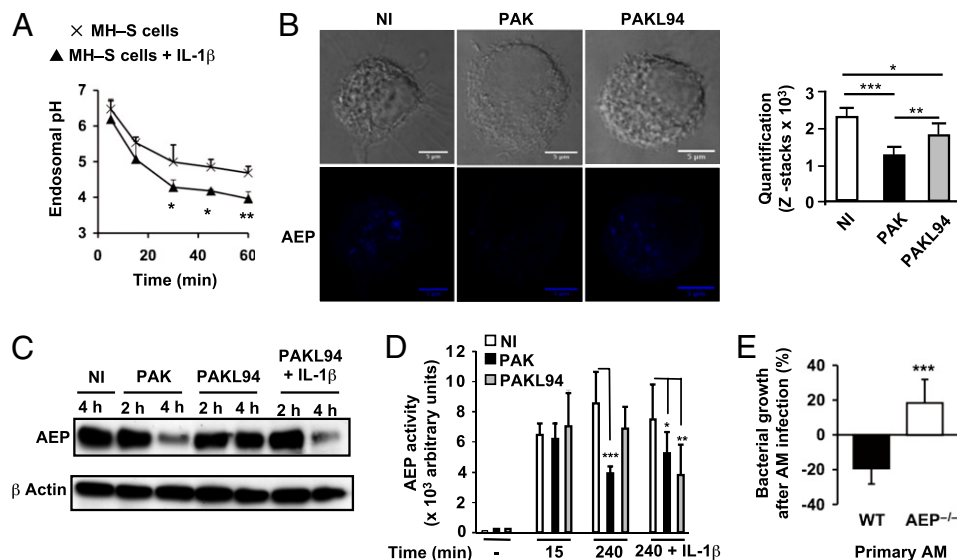 A
× MH–S cells
▲ MH–S cells + IL-1β
Endosomal pH
7
6
5
4
3
* * **
0 20 40 60
Time (min)
B
NI PAK PAKL94
5 µm 5 µm 5 µm
AEP
Quantification
(Z -stacks x 10³)
3
2
1
0
*
***
**
NI PAK PAKL94
C
NI PAK PAKL94 PAKL94
+ IL-1β
4 h 2 h 4 h 2 h 4 h 2 h 4 h
AEP
β Actin
D
NI
PAK
PAKL94
AEP activity
(x 10³ arbitrary units)
12
10
8
6
4
2
0
*** * **
Time (min) - 15 240 240 + IL-1β
E
Bacterial growth
after AM infection (%)
40
20
0
-20
-40
***
WT AEP⁻/⁻
Primary AM